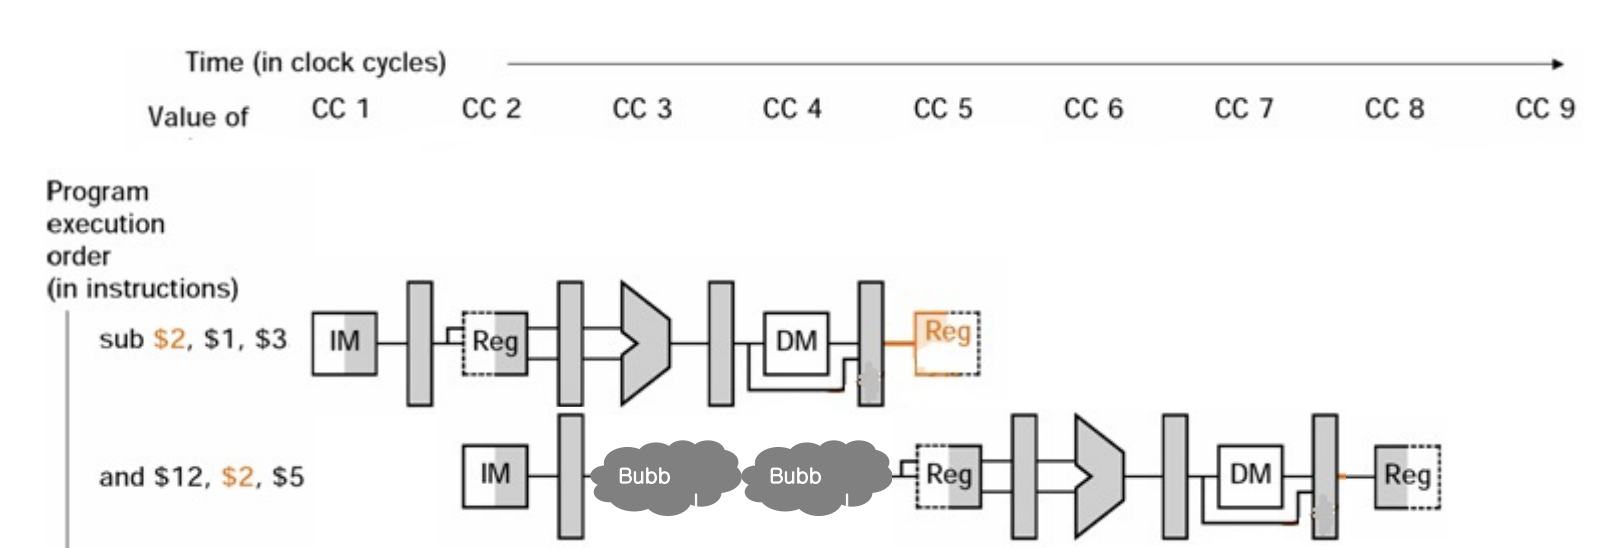 Time (in clock cycles)
Value of CC 1 CC 2 CC 3 CC 4 CC 5 CC 6 CC 7 CC 8 CC 9
Program
execution
order
(in instructions)
sub $2, $1, $3 IM Reg DM Reg
and $12, $2, $5 IM Bubb Bubb Reg DM Reg